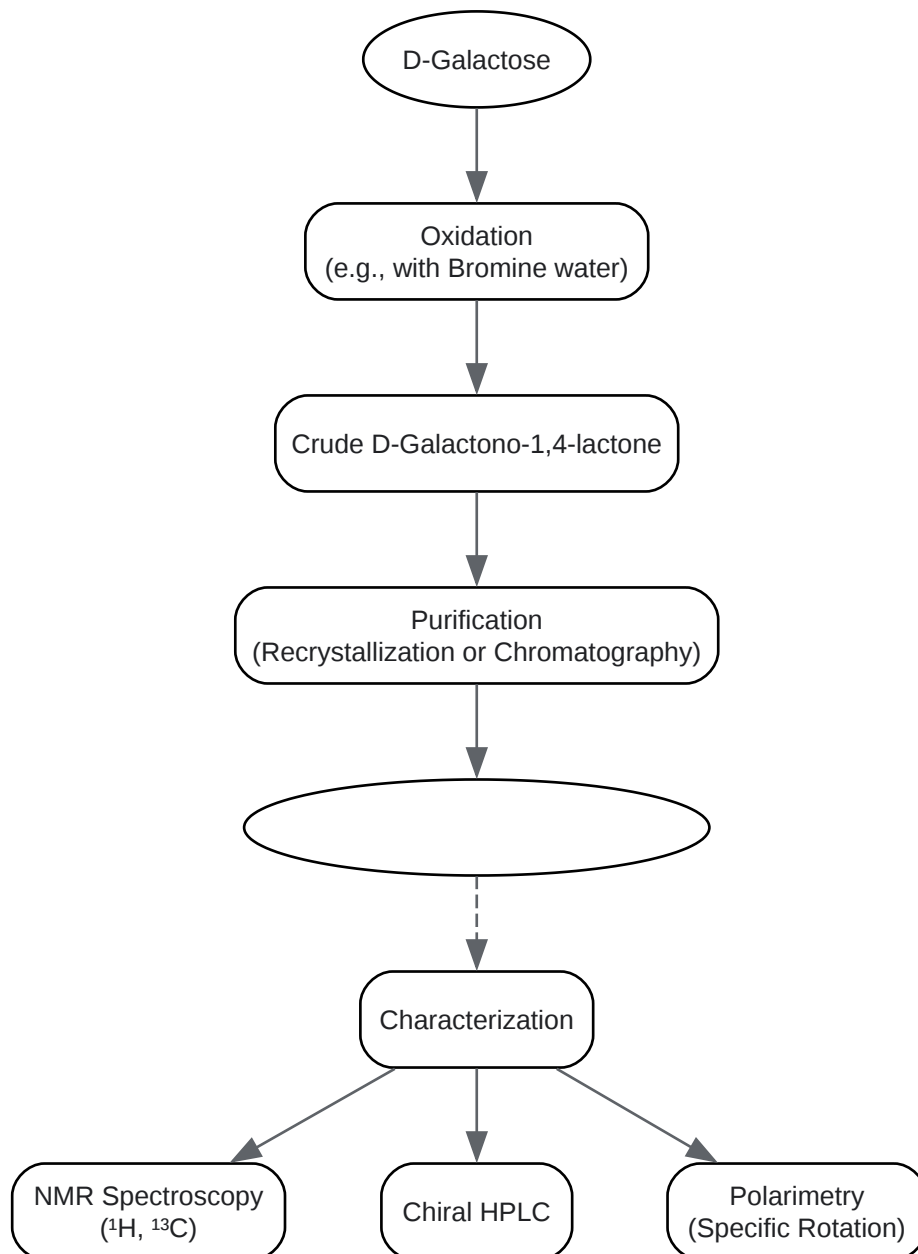 D-Galactose
Oxidation
(e.g., with Bromine water)
Crude D-Galactono-1,4-lactone
Purification
(Recrystallization or Chromatography)
Characterization
NMR Spectroscopy
(¹H, ¹³C)
Chiral HPLC
Polarimetry
(Specific Rotation)